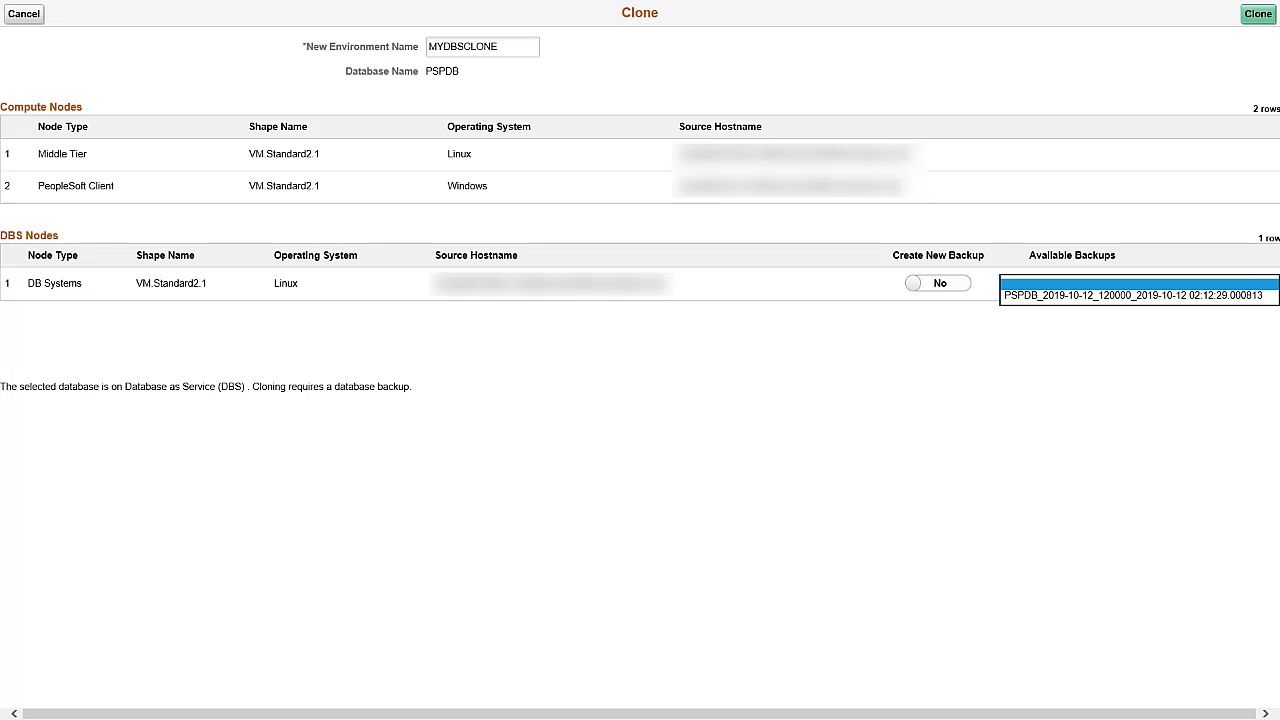 Cancel
Clone
Clone
*New Environment Name MYDBSCLONE
Database Name PSPDB
Compute Nodes
2 rows
Node Type Shape Name Operating System Source Hostname
1 Middle Tier VM.Standard2.1 Linux
2 PeopleSoft Client VM.Standard2.1 Windows
DBS Nodes
1 row
Node Type Shape Name Operating System Source Hostname Create New Backup Available Backups
1 DB Systems VM.Standard2.1 Linux No
PSPDB_2019-10-12_120000_2019-10-12 02:12:29.000813
The selected database is on Database as Service (DBS) . Cloning requires a database backup.